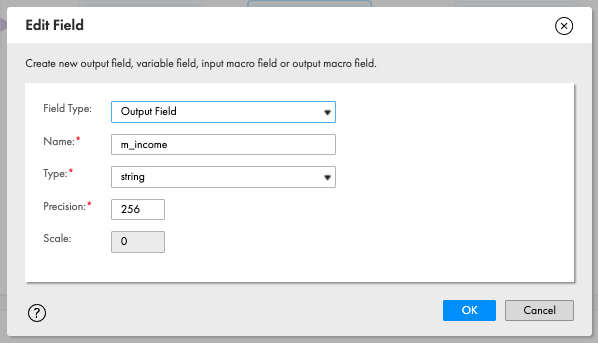 Edit Field
Create new output field, variable field, input macro field or output macro field.
Field Type: Output Field
Name:* m_income
Type:* string
Precision:* 256
Scale: 0
? OK Cancel